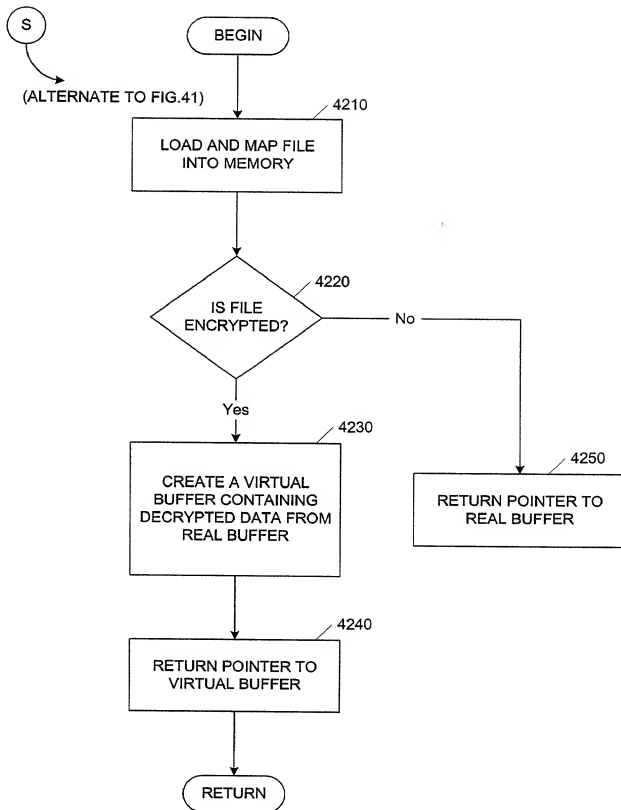 S
BEGIN
(ALTERNATE TO FIG.41)
4210
LOAD AND MAP FILE
INTO MEMORY
4220
IS FILE
ENCRYPTED?
No
Yes
4230
CREATE A VIRTUAL
BUFFER CONTAINING
DECRYPTED DATA FROM
REAL BUFFER
4250
RETURN POINTER TO
REAL BUFFER
4240
RETURN POINTER TO
VIRTUAL BUFFER
RETURN